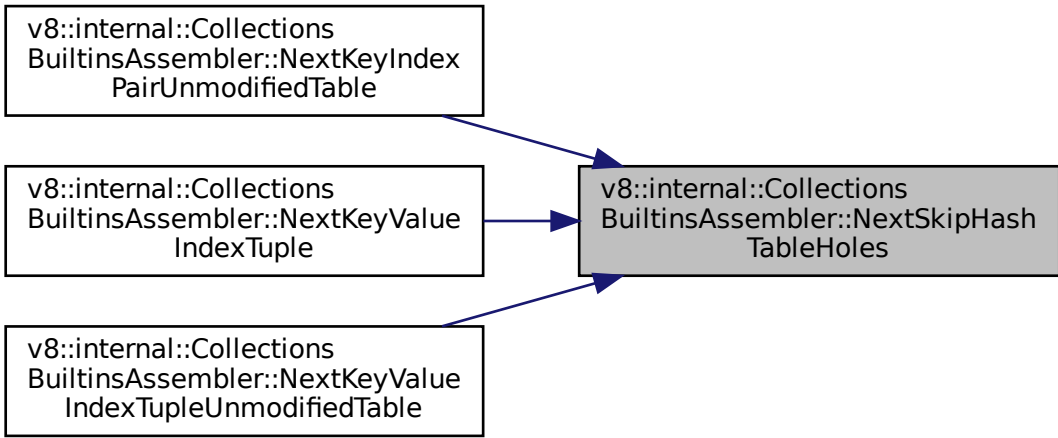 v8::internal::Collections
BuiltinsAssembler::NextKeyIndex
PairUnmodifiedTable
v8::internal::Collections
BuiltinsAssembler::NextKeyValue
IndexTuple
v8::internal::Collections
BuiltinsAssembler::NextKeyValue
IndexTupleUnmodifiedTable
v8::internal::Collections
BuiltinsAssembler::NextSkipHash
TableHoles